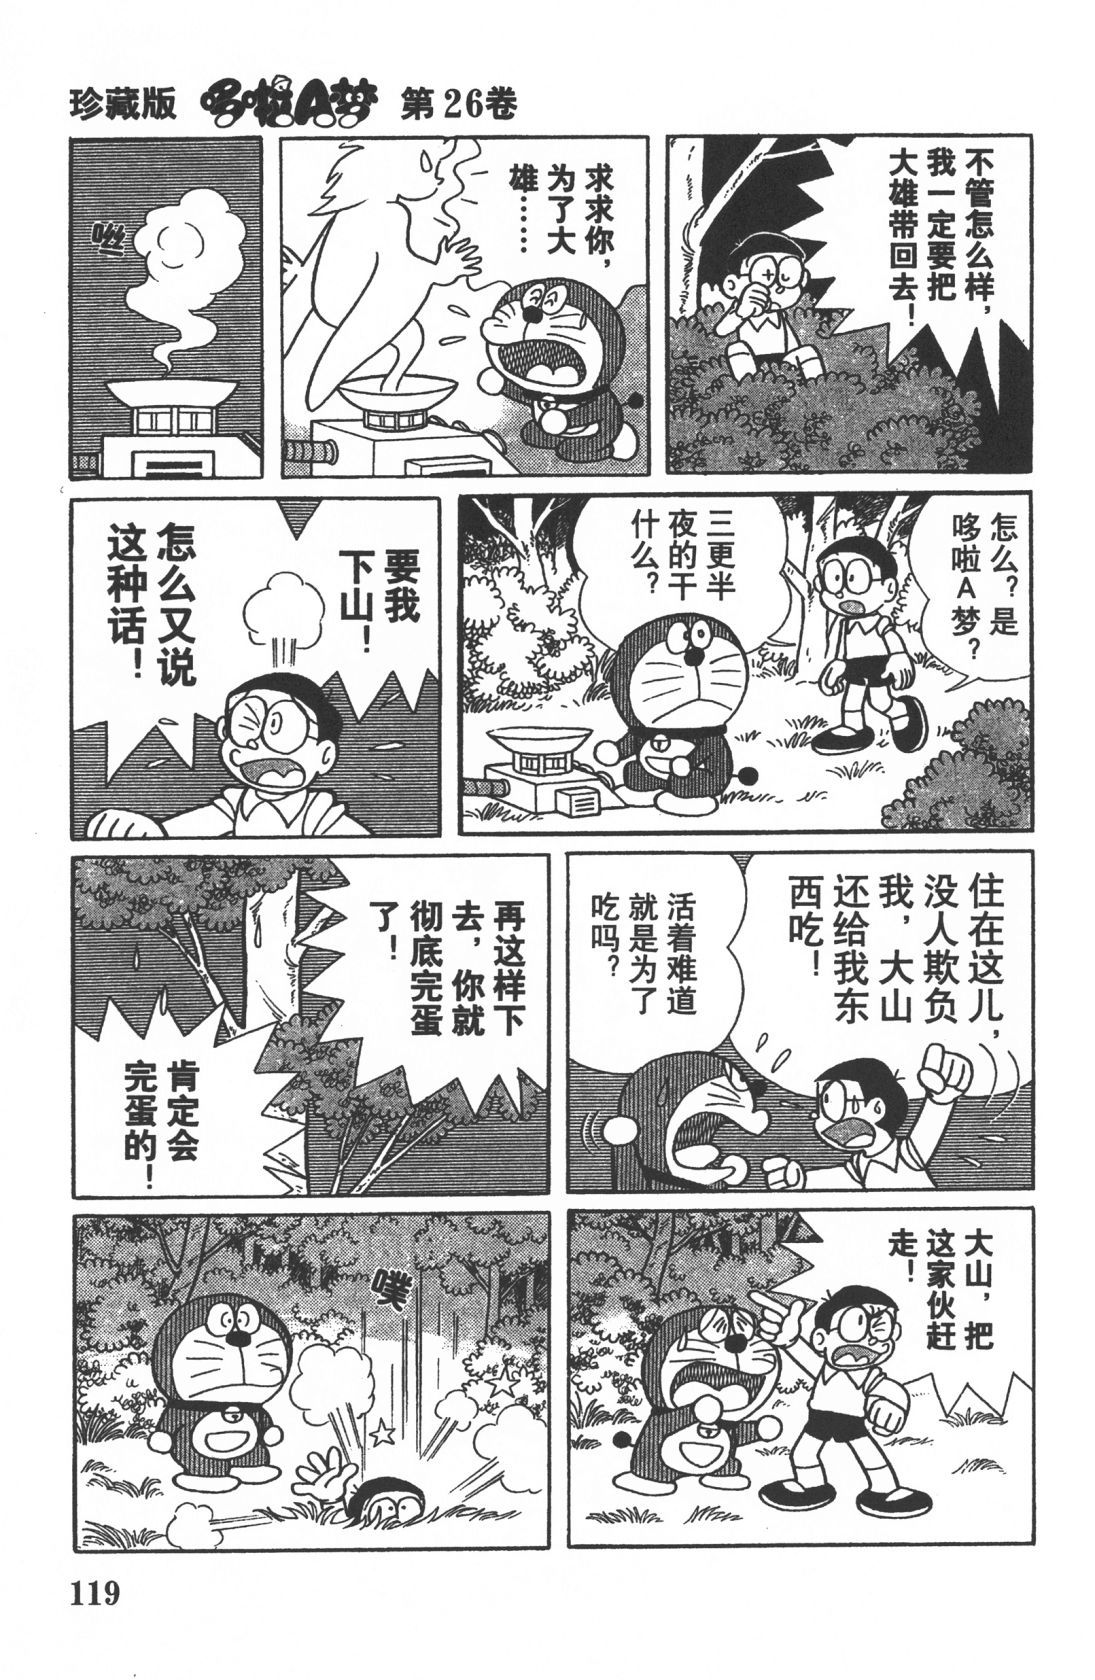 珍藏版 哆啦A梦 第26卷
不管怎么样，
我一定要把
大雄带回去！
求求你，
为了大
雄……
咝
怎么？是
哆啦A梦？
三更半
夜的干
什么？
要我
下山！
怎么又说
这种话！
住在这儿，
没人欺负
我，大山
还给我东
西吃！
活着难道
就是为了
吃吗？
再这样下
去，你就
彻底完蛋
了！
肯定会
完蛋的！
大山，把
这家伙赶
走！
噗
119